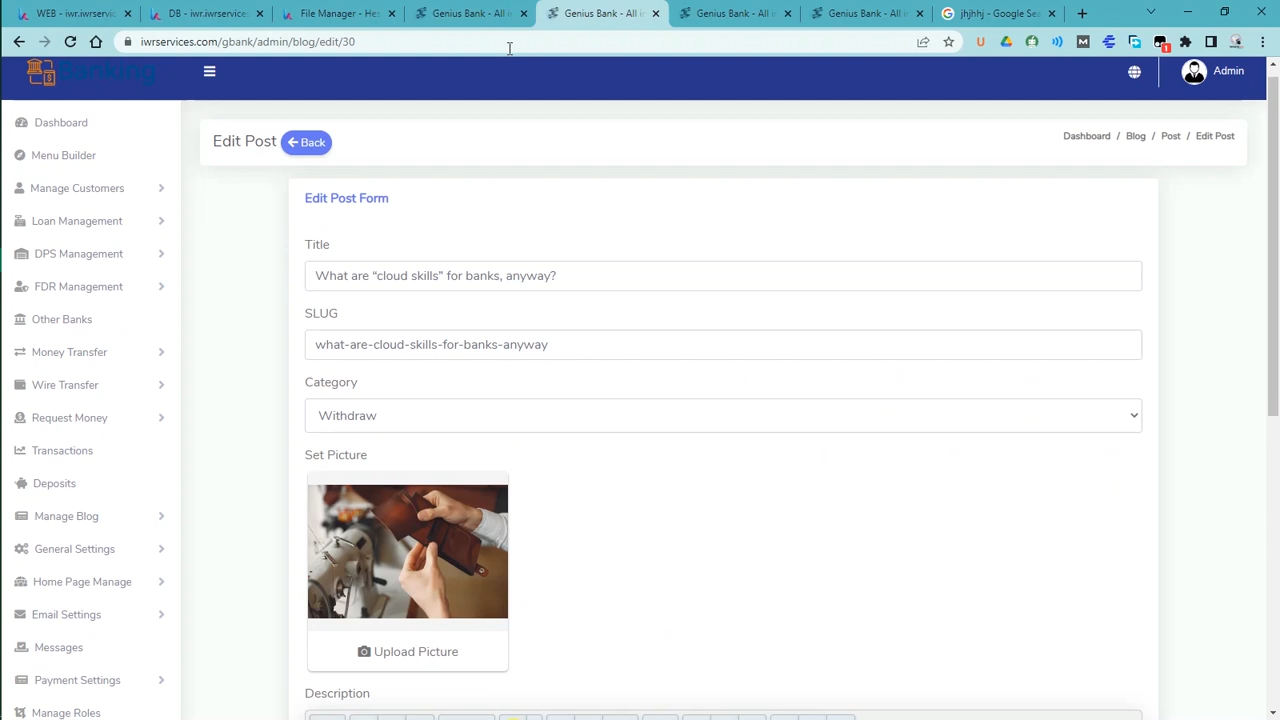 WEB - iwr.iwrservic
DB - iwr.iwrservices
File Manager - Hes
Genius Bank - All i
Genius Bank - All i
Genius Bank - All i
Genius Bank - All i
jhjhhj - Google Sea
iwrservices.com/gbank/admin/blog/edit/30
1
Banking
Admin
Dashboard
Menu Builder
Manage Customers
Loan Management
DPS Management
FDR Management
Other Banks
Money Transfer
Wire Transfer
Request Money
Transactions
Deposits
Manage Blog
General Settings
Home Page Manage
Email Settings
Messages
Payment Settings
Manage Roles
Edit Post
Back
Dashboard / Blog / Post / Edit Post
Edit Post Form
Title
What are “cloud skills” for banks, anyway?
SLUG
what-are-cloud-skills-for-banks-anyway
Category
Withdraw
Set Picture
Upload Picture
Description